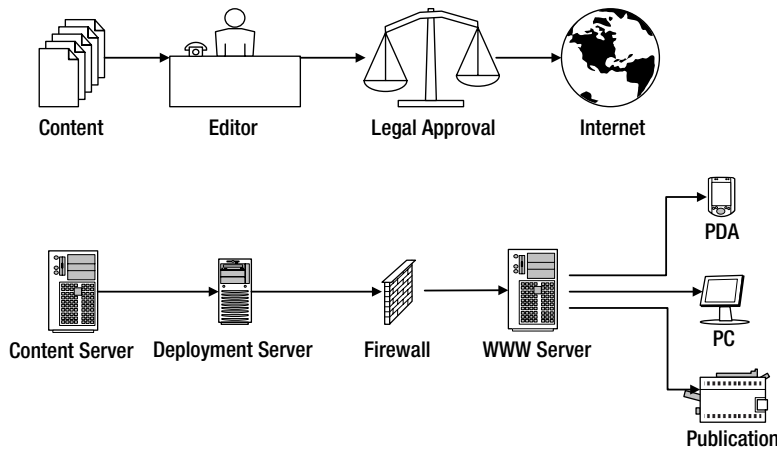 Content
Editor
Legal Approval
Internet
PDA
Content Server
Deployment Server
Firewall
WWW Server
PC
Publication